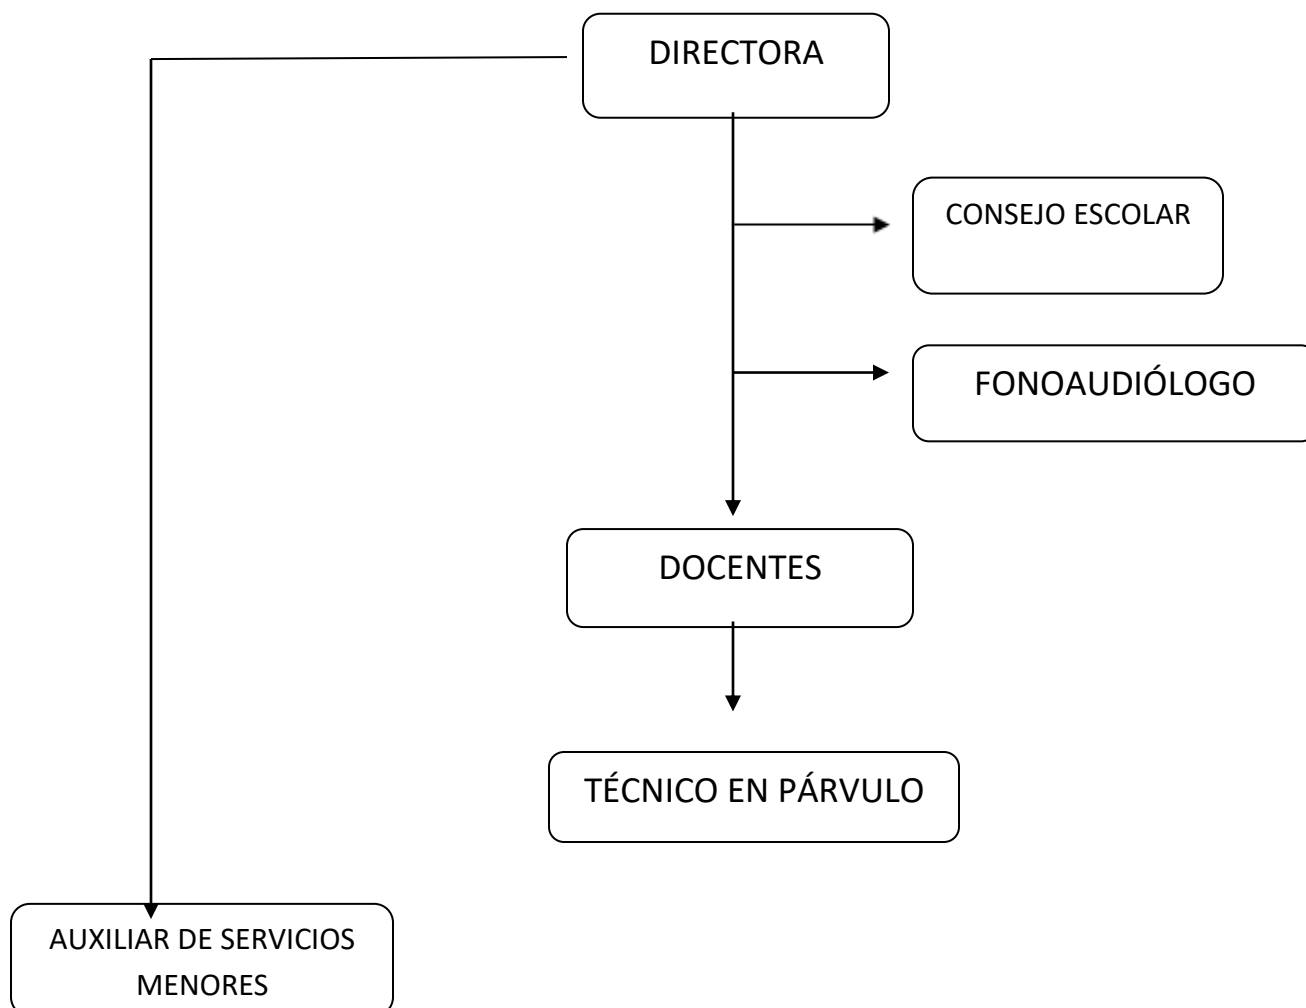 DIRECTORA
CONSEJO ESCOLAR
FONOAUDIÓLOGO
DOCENTES
TÉCNICO EN PÁRVULO
AUXILIAR DE SERVICIOS
MENORES